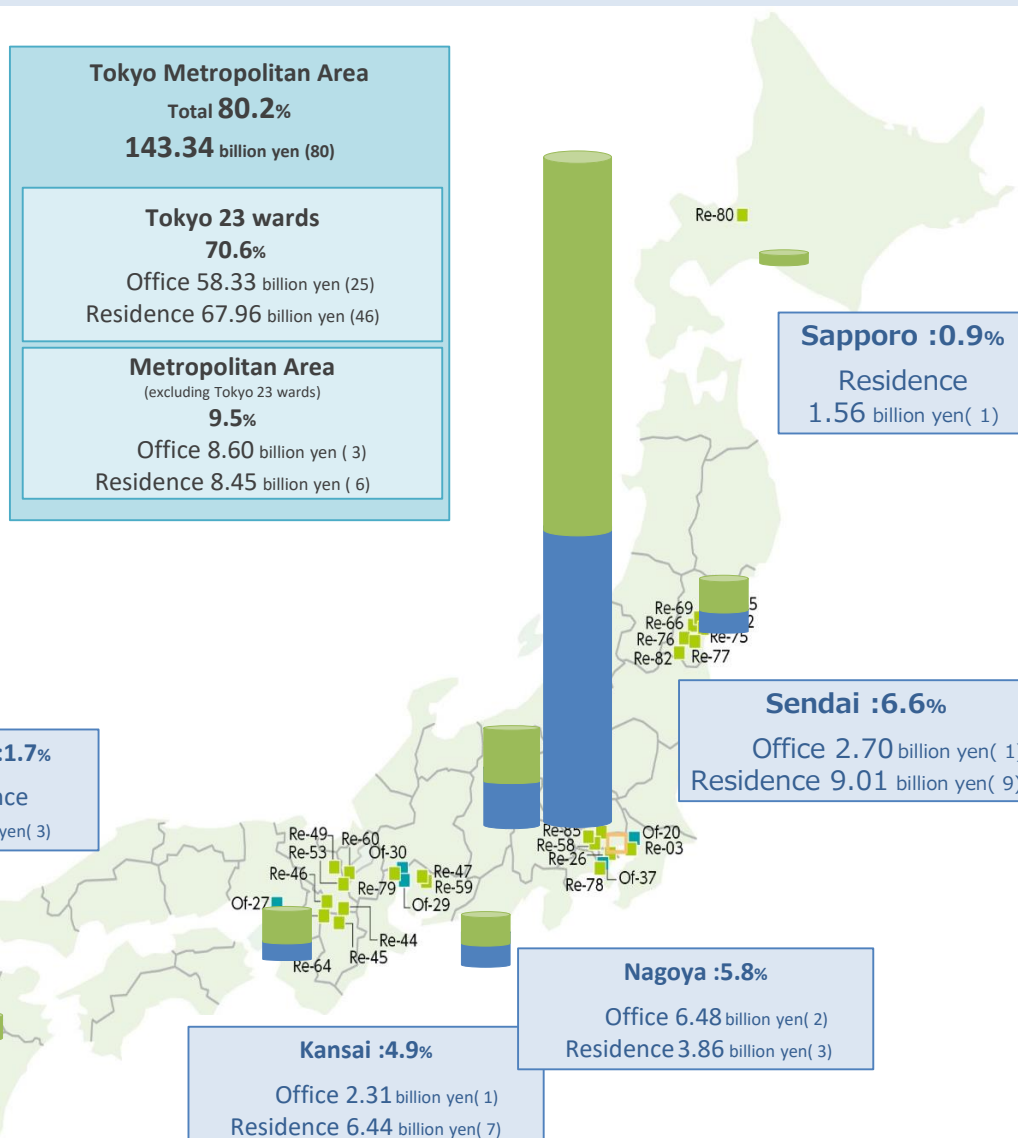 Tokyo Metropolitan Area
Total 80.2%
143.34 billion yen (80)
Tokyo 23 wards
70.6%
Office 58.33 billion yen (25)
Residence 67.96 billion yen (46)
Metropolitan Area
(excluding Tokyo 23 wards)
9.5%
Office 8.60 billion yen ( 3)
Residence 8.45 billion yen ( 6)
Re-80
Sapporo :0.9%
Residence
1.56 billion yen( 1)
Re-69
5
Re-66
2
Re-76
Re-75
Re-82
Re-77
Sendai :6.6%
Office 2.70 billion yen( 1)
Residence 9.01 billion yen( 9)
:1.7%
nce
yen( 3)
Re-85
Of-20
Re-58
Re-03
Re-26
Of-37
Re-78
Re-49
Re-60
Re-53
Of-30
Re-46
Re-79
Re-47
Re-59
Of-27
Of-29
Re-44
Re-45
Re-64
Nagoya :5.8%
Office 6.48 billion yen( 2)
Residence 3.86 billion yen( 3)
Kansai :4.9%
Office 2.31 billion yen( 1)
Residence 6.44 billion yen( 7)